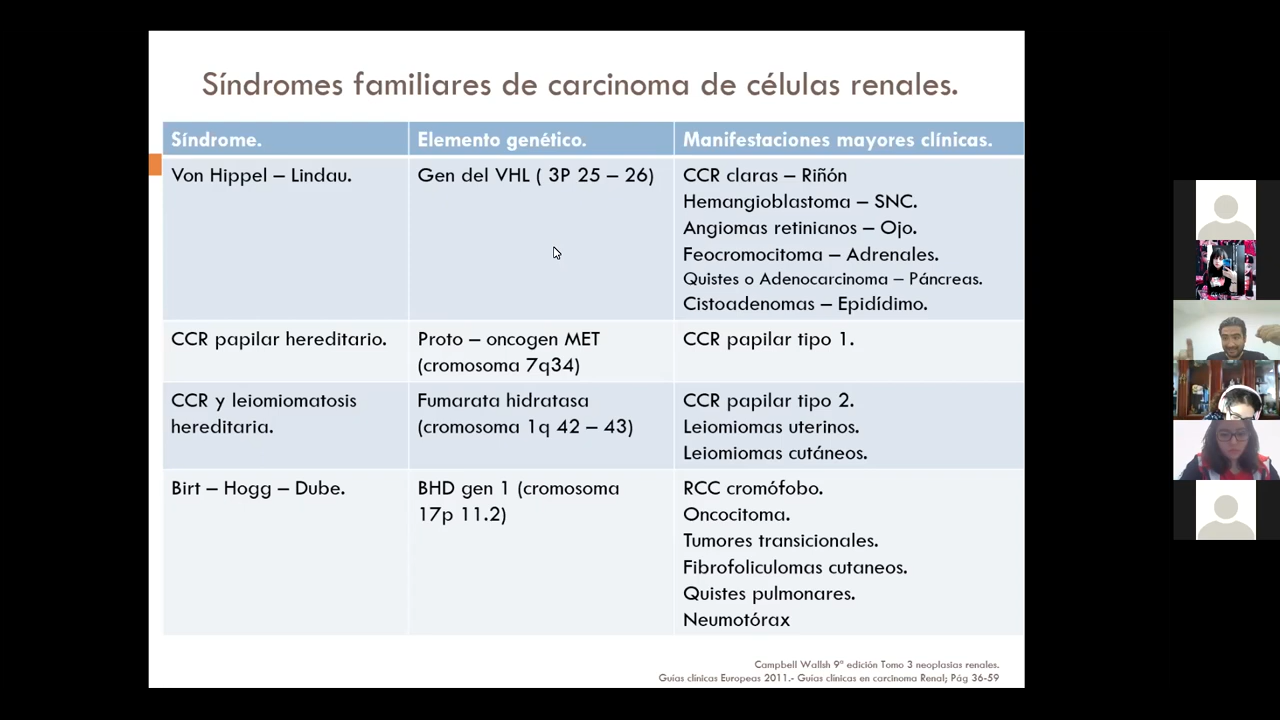 Síndromes familiares de carcinoma de células renales.
Síndrome.
Elemento genético.
Manifestaciones mayores clínicas.
Von Hippel – Lindau.
Gen del VHL ( 3P 25 – 26)
CCR claras – Riñón
Hemangioblastoma – SNC.
Angiomas retinianos – Ojo.
Feocromocitoma – Adrenales.
Quistes o Adenocarcinoma – Páncreas.
Cistoadenomas – Epidídimo.
CCR papilar hereditario.
Proto – oncogen MET
(cromosoma 7q34)
CCR papilar tipo 1.
CCR y leiomiomatosis
hereditaria.
Fumarata hidratasa
(cromosoma 1q 42 – 43)
CCR papilar tipo 2.
Leiomiomas uterinos.
Leiomiomas cutáneos.
Birt – Hogg – Dube.
BHD gen 1 (cromosoma
17p 11.2)
RCC cromófobo.
Oncocitoma.
Tumores transicionales.
Fibrofoliculomas cutaneos.
Quistes pulmonares.
Neumotórax
Campbell Wallsh 9ª edición Tomo 3 neoplasias renales.
Guías clínicas Europeas 2011.- Guías clínicas en carcinoma Renal; Pág 36-59